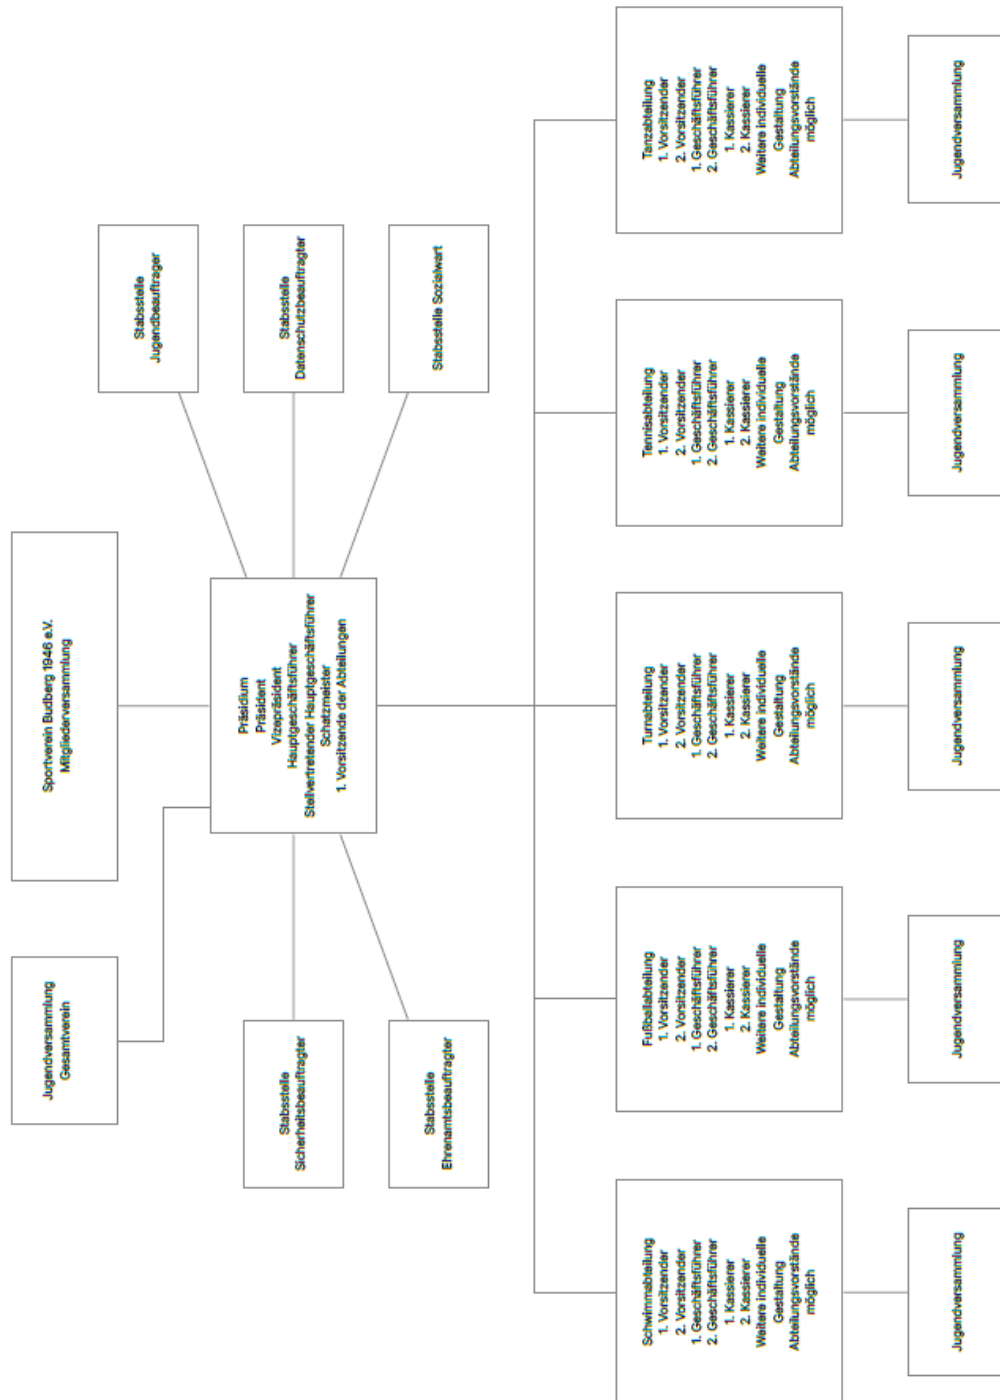 Jugendversammlung
Gesamtverein
Sportverein Budberg 1946 e.V.
Mitgliederversammlung
Stabsstelle
Sicherheitsbeauftragter
Stabsstelle
Ehrenamtsbeauftragter
Präsidium
Präsident
Vizepräsident
Hauptgeschäftsführer
Stellvertretender Hauptgeschäftsführer
Schatzmeister
1. Vorsitzende der Abteilungen
Stabsstelle
Jugendbeauftrager
Stabsstelle
Datenschutzbeauftragter
Stabsstelle Sozialwart
Schwimmabteilung
1. Vorsitzender
2. Vorsitzender
1. Geschäftsführer
2. Geschäftsführer
1. Kassierer
2. Kassierer
Weitere individuelle
Gestaltung
Abteilungsvorstände
möglich
Fußballabteilung
1. Vorsitzender
2. Vorsitzender
1. Geschäftsführer
2. Geschäftsführer
1. Kassierer
2. Kassierer
Weitere individuelle
Gestaltung
Abteilungsvorstände
möglich
Turnabteilung
1. Vorsitzender
2. Vorsitzender
1. Geschäftsführer
2. Geschäftsführer
1. Kassierer
2. Kassierer
Weitere individuelle
Gestaltung
Abteilungsvorstände
möglich
Tennisabteilung
1. Vorsitzender
2. Vorsitzender
1. Geschäftsführer
2. Geschäftsführer
1. Kassierer
2. Kassierer
Weitere individuelle
Gestaltung
Abteilungsvorstände
möglich
Tanzabteilung
1. Vorsitzender
2. Vorsitzender
1. Geschäftsführer
2. Geschäftsführer
1. Kassierer
2. Kassierer
Weitere individuelle
Gestaltung
Abteilungsvorstände
möglich
Jugendversammlung
Jugendversammlung
Jugendversammlung
Jugendversammlung
Jugendversammlung